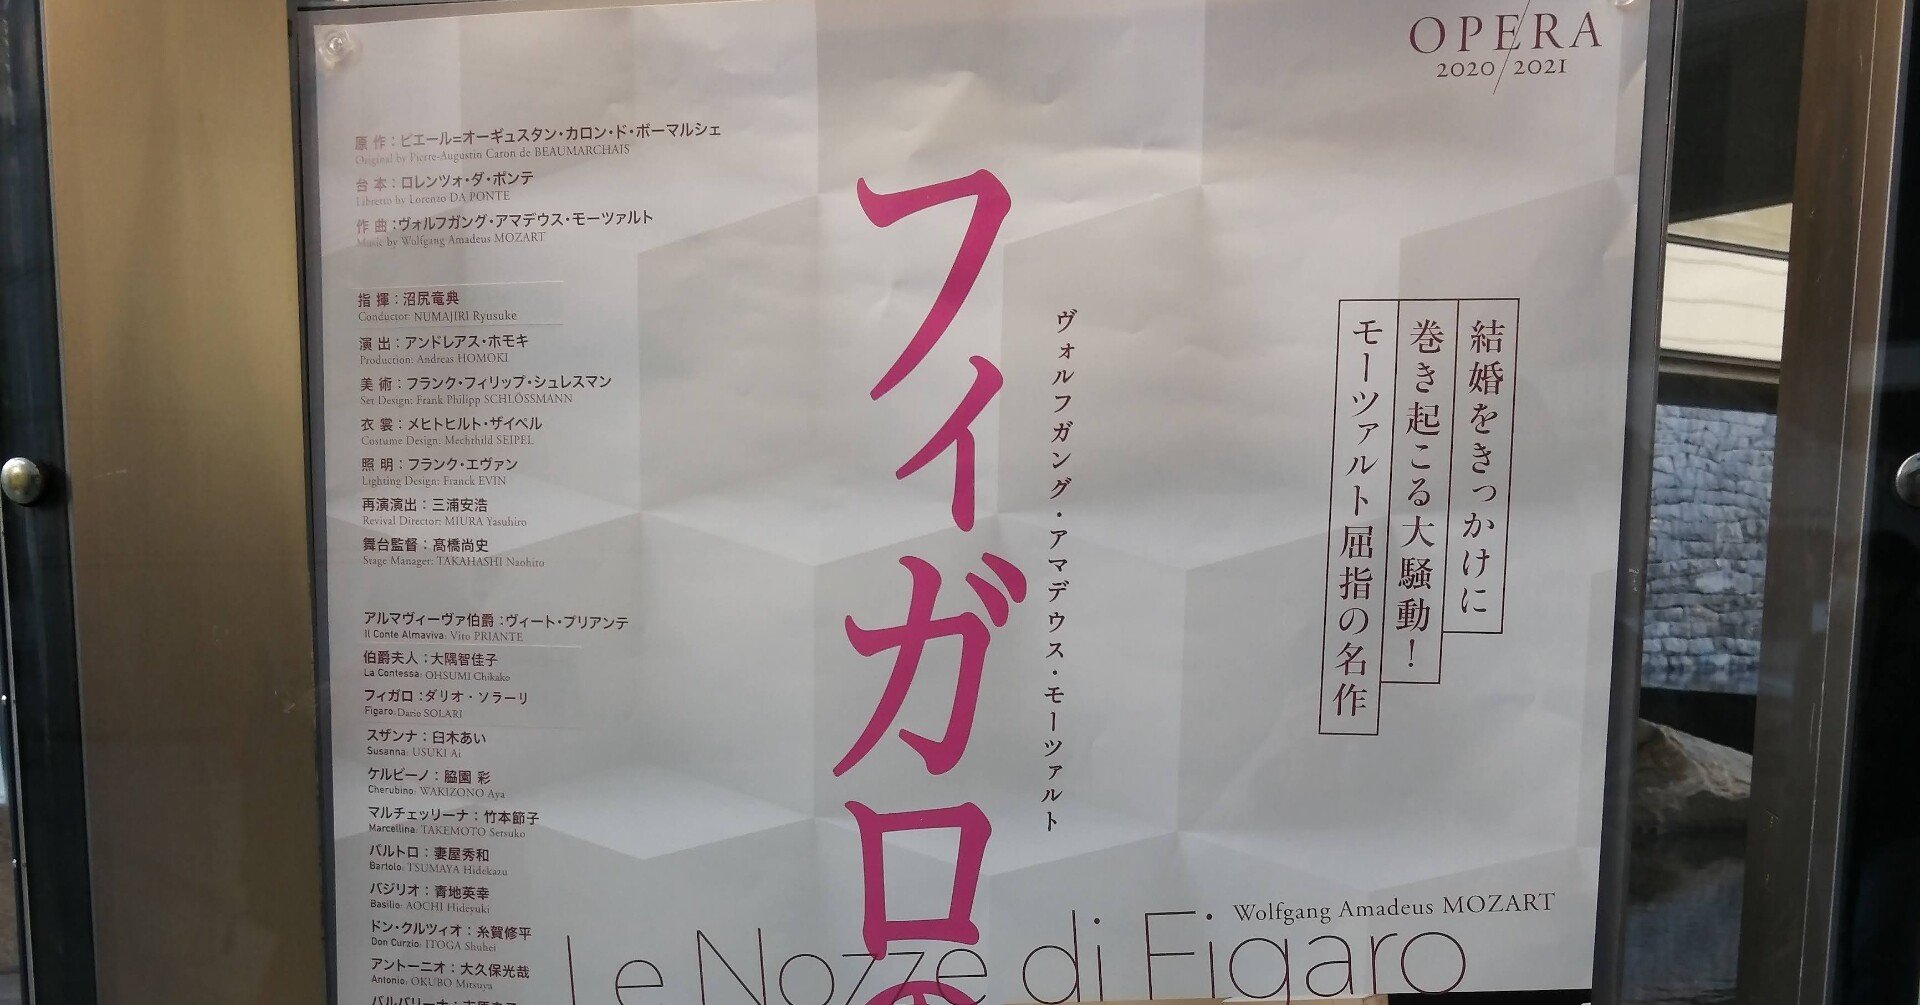 OPERA
2020/2021
原作：ピエール=オーギュスタン・カロン・ド・ボーマルシェ
Original by Pierre-Augustin Caron de BEAUMARCHAIS
台本：ロレンツォ・ダ・ポンテ
Libretto by Lorenzo DA PONTE
作曲：ヴォルフガング・アマデウス・モーツァルト
Music by Wolfgang Amadeus MOZART
指揮：沼尻竜典
Conductor: NUMAJIRI Ryusuke
演出：アンドレアス・ホモキ
Production: Andreas HOMOKI
美術：フランク・フィリップ・シュレスマン
Set Design: Frank Philipp SCHLÖSSMANN
衣裳：メヒトヒルト・ザイペル
Costume Design: Mechthild SEIPEL
照明：フランク・エヴァン
Lighting Design: Franck EVIN
再演演出：三浦安浩
Revival Director: MIURA Yasuhiro
舞台監督：髙橋尚史
Stage Manager: TAKAHASHI Naohito
アルマヴィーヴァ伯爵：ヴィート・プリアンテ
Il Conte Almaviva: Vito PRIANTE
伯爵夫人：大隅智佳子
La Contessa: OHSUMI Chikako
フィガロ：ダリオ・ソラーリ
Figaro: Dario SOLARI
スザンナ：臼木あい
Susanna: USUKI Ai
ケルビーノ：脇園 彩
Cherubino: WAKIZONO Aya
マルチェッリーナ：竹本節子
Marcellina: TAKEMOTO Setsuko
バルトロ：妻屋秀和
Bartolo: TSUMAYA Hidekazu
バジリオ：青地英幸
Basilio: AOCHI Hideyuki
ドン・クルツィオ：糸賀修平
Don Curzio: ITOGA Shuhei
アントーニオ：大久保光哉
Antonio: OKUBO Mitsuya
フィガロの
ヴォルフガング・アマデウス・モーツァルト
結婚をきっかけに
巻き起こる大騒動！
モーツァルト屈指の名作
Wolfgang Amadeus MOZART
Le Nozze di Figaro